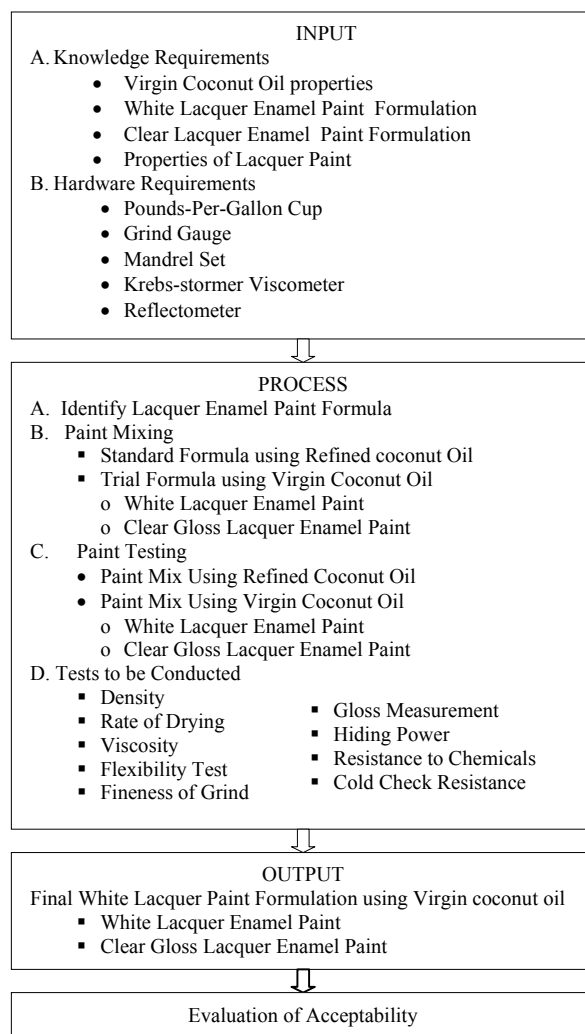 INPUT
A. Knowledge Requirements
• Virgin Coconut Oil properties
• White Lacquer Enamel Paint Formulation
• Clear Lacquer Enamel Paint Formulation
• Properties of Lacquer Paint
B. Hardware Requirements
• Pounds-Per-Gallon Cup
• Grind Gauge
• Mandrel Set
• Krebs-stormer Viscometer
• Reflectometer
PROCESS
A. Identify Lacquer Enamel Paint Formula
B. Paint Mixing
▪ Standard Formula using Refined coconut Oil
▪ Trial Formula using Virgin Coconut Oil
o White Lacquer Enamel Paint
o Clear Gloss Lacquer Enamel Paint
C. Paint Testing
• Paint Mix Using Refined Coconut Oil
• Paint Mix Using Virgin Coconut Oil
o White Lacquer Enamel Paint
o Clear Gloss Lacquer Enamel Paint
D. Tests to be Conducted
▪ Density
▪ Rate of Drying
▪ Viscosity
▪ Flexibility Test
▪ Fineness of Grind
▪ Gloss Measurement
▪ Hiding Power
▪ Resistance to Chemicals
▪ Cold Check Resistance
OUTPUT
Final White Lacquer Paint Formulation using Virgin coconut oil
▪ White Lacquer Enamel Paint
▪ Clear Gloss Lacquer Enamel Paint
Evaluation of Acceptability